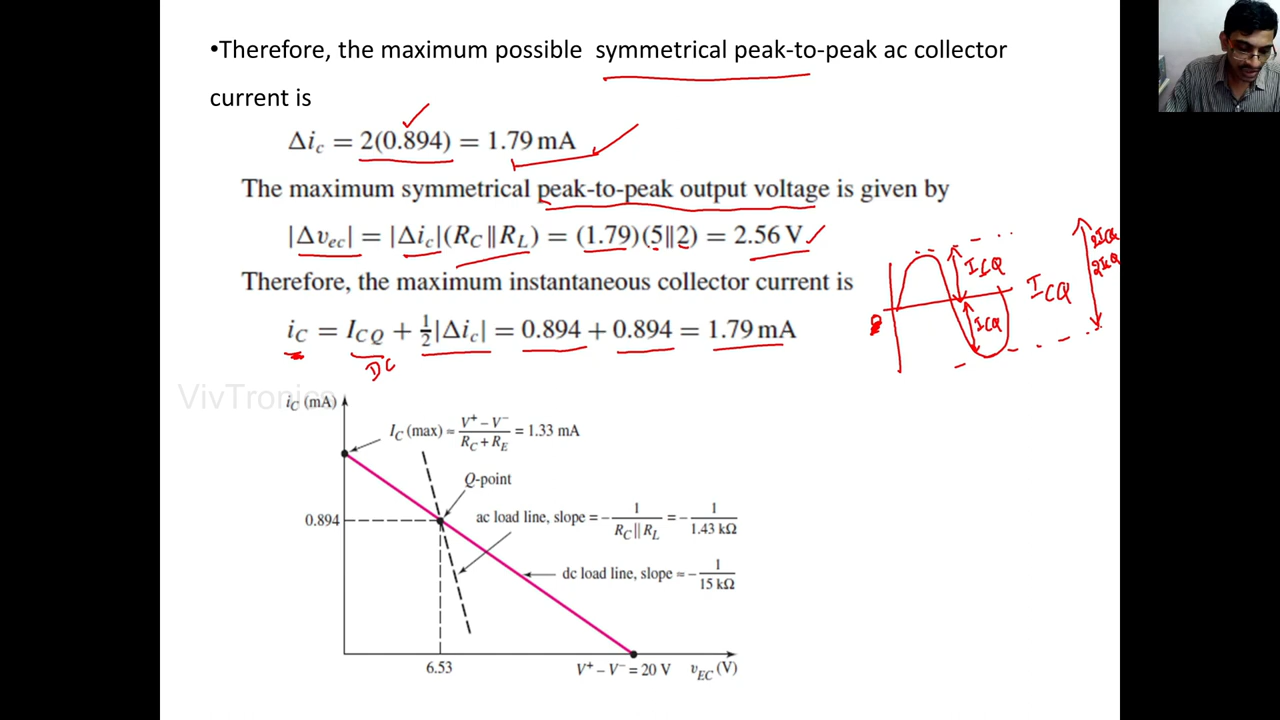 •Therefore, the maximum possible symmetrical peak-to-peak ac collector
current is
Δi_c = 2(0.894) = 1.79 mA
The maximum symmetrical peak-to-peak output voltage is given by
|Δv_ec| = |Δi_c|(R_C || R_L) = (1.79)(5||2) = 2.56 V
Therefore, the maximum instantaneous collector current is
i_C = I_CQ + 1/2|Δi_c| = 0.894 + 0.894 = 1.79 mA
DC
I_CQ
I_CQ
I_CQ
2I_CQ
2I_CQ
0
VivTronics
i_C (mA)
I_C (max) ≈ (V⁺ – V⁻)/(R_C + R_E) = 1.33 mA
Q-point
0.894
ac load line, slope = –1/(R_C || R_L) = –1/(1.43 kΩ)
dc load line, slope ≈ –1/(15 kΩ)
6.53
V⁺ – V⁻ = 20 V
v_EC (V)